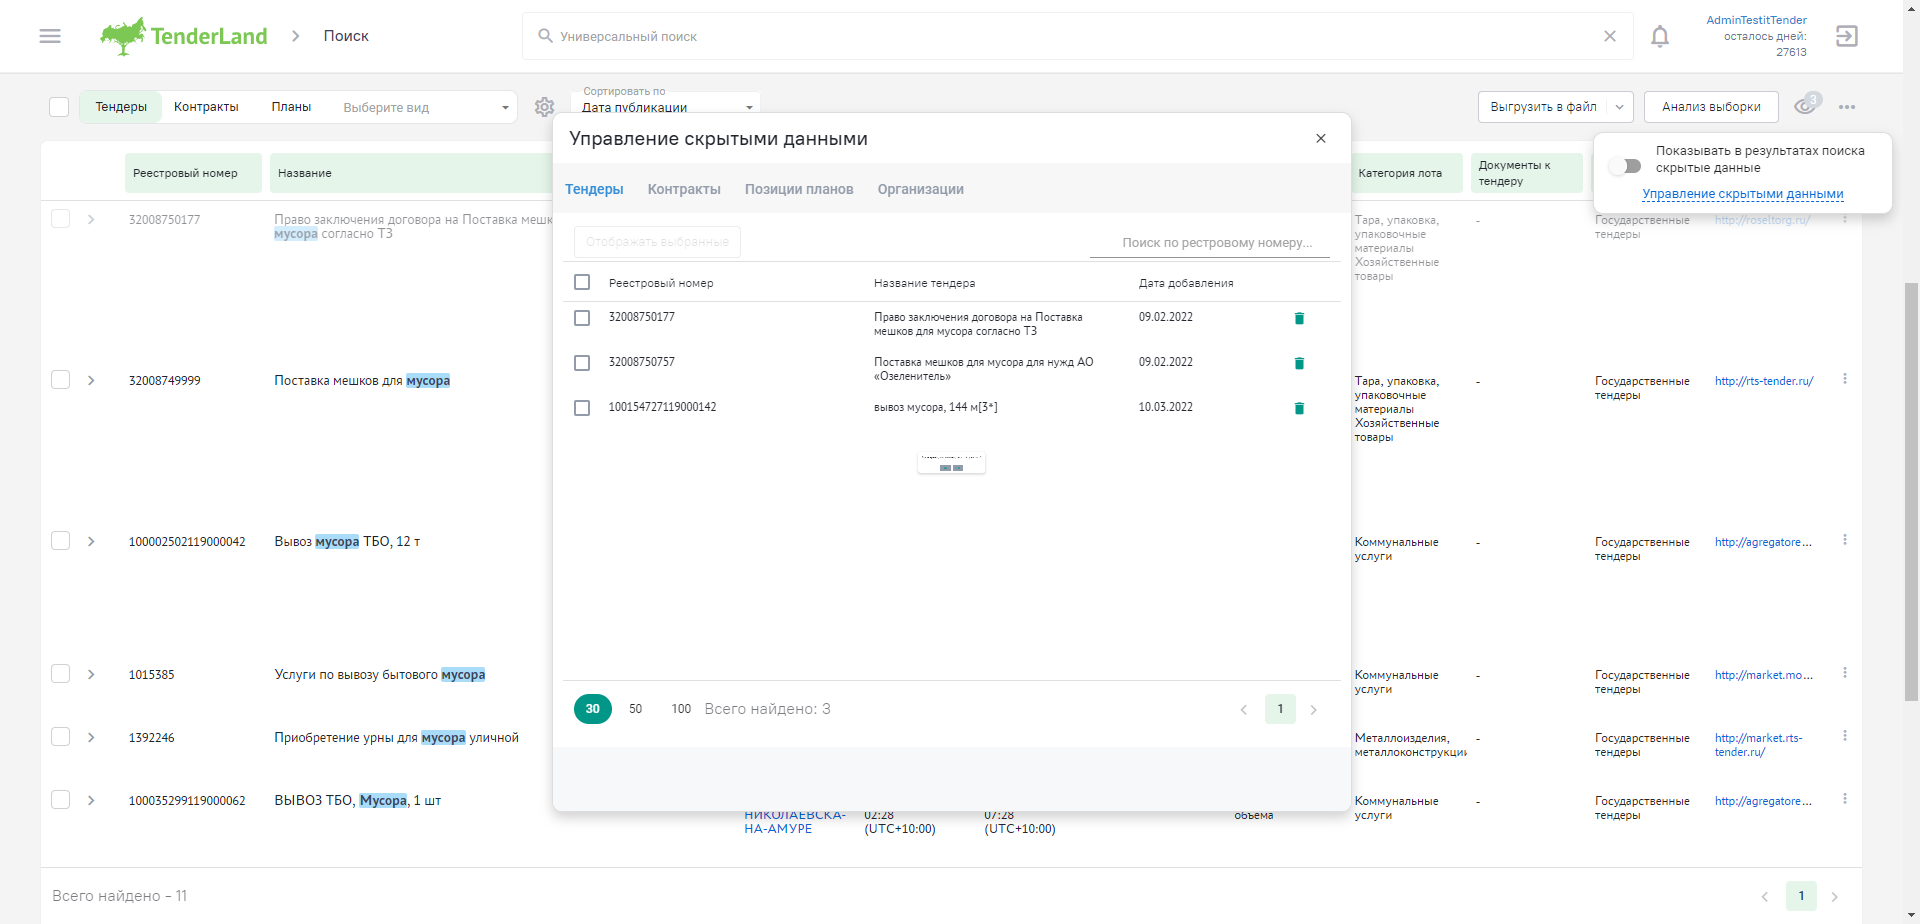 TenderLand
Поиск
Универсальный поиск
AdminTestitTender
осталось дней:
27613
Тендеры
Контракты
Планы
Выберите вид
Сортировать по
Дата публикации
Выгрузить в файл
Анализ выборки
3
Показывать в результатах поиска
скрытые данные
Управление скрытыми данными
Реестровый номер
Название
Категория лота
Документы к
тендеру
32008750177
Право заключения договора на Поставка меш
мусора согласно ТЗ
Тара, упаковка,
упаковочные
материалы
Хозяйственные
товары
-
Государственные
тендеры
http://roseltorg.ru/
32008749999
Поставка мешков для мусора
Тара, упаковка,
упаковочные
материалы
Хозяйственные
товары
-
Государственные
тендеры
http://rts-tender.ru/
100002502119000042
Вывоз мусора ТБО, 12 т
Коммунальные
услуги
-
Государственные
тендеры
http://agregatore...
1015385
Услуги по вывозу бытового мусора
Коммунальные
услуги
-
Государственные
тендеры
http://market.mo...
1392246
Приобретение урны для мусора уличной
Металлоизделия,
металлоконструкции
-
Государственные
тендеры
http://market.rts-
tender.ru/
100035299119000062
ВЫВОЗ ТБО, Мусора, 1 шт
НИКОЛАЕВСКА-
НА-АМУРЕ
02:28
(UTC+10:00)
07:28
(UTC+10:00)
объема
Коммунальные
услуги
-
Государственные
тендеры
http://agregatore...
Всего найдено - 11
1
Управление скрытыми данными
Тендеры
Контракты
Позиции планов
Организации
Отображать выбранные
Поиск по рестровому номеру...
Реестровый номер
Название тендера
Дата добавления
32008750177
Право заключения договора на Поставка
мешков для мусора согласно ТЗ
09.02.2022
32008750757
Поставка мешков для мусора для нужд АО
«Озеленитель»
09.02.2022
100154727119000142
вывоз мусора, 144 м[3*]
10.03.2022
30
50
100
Всего найдено: 3
1